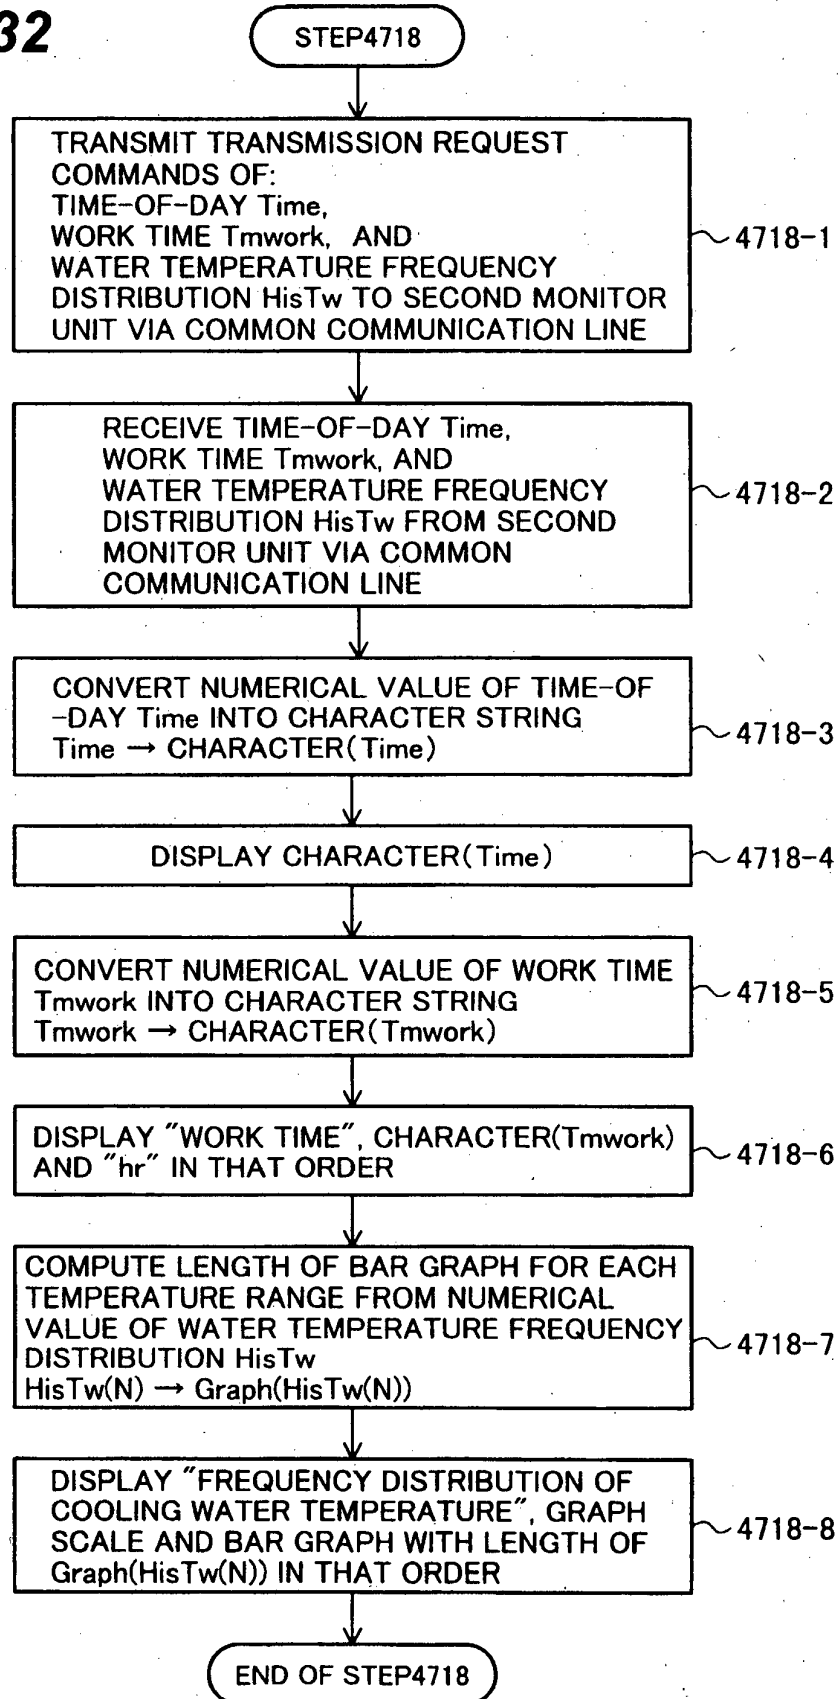 32
STEP4718
TRANSMIT TRANSMISSION REQUEST
COMMANDS OF:
TIME-OF-DAY Time,
WORK TIME Tmwork, AND
WATER TEMPERATURE FREQUENCY
DISTRIBUTION HisTw TO SECOND MONITOR
UNIT VIA COMMON COMMUNICATION LINE
4718-1
RECEIVE TIME-OF-DAY Time,
WORK TIME Tmwork, AND
WATER TEMPERATURE FREQUENCY
DISTRIBUTION HisTw FROM SECOND
MONITOR UNIT VIA COMMON
COMMUNICATION LINE
4718-2
CONVERT NUMERICAL VALUE OF TIME-OF
-DAY Time INTO CHARACTER STRING
Time → CHARACTER(Time)
4718-3
DISPLAY CHARACTER(Time)
4718-4
CONVERT NUMERICAL VALUE OF WORK TIME
Tmwork INTO CHARACTER STRING
Tmwork → CHARACTER(Tmwork)
4718-5
DISPLAY "WORK TIME", CHARACTER(Tmwork)
AND "hr" IN THAT ORDER
4718-6
COMPUTE LENGTH OF BAR GRAPH FOR EACH
TEMPERATURE RANGE FROM NUMERICAL
VALUE OF WATER TEMPERATURE FREQUENCY
DISTRIBUTION HisTw
HisTw(N) → Graph(HisTw(N))
4718-7
DISPLAY "FREQUENCY DISTRIBUTION OF
COOLING WATER TEMPERATURE", GRAPH
SCALE AND BAR GRAPH WITH LENGTH OF
Graph(HisTw(N)) IN THAT ORDER
4718-8
END OF STEP4718